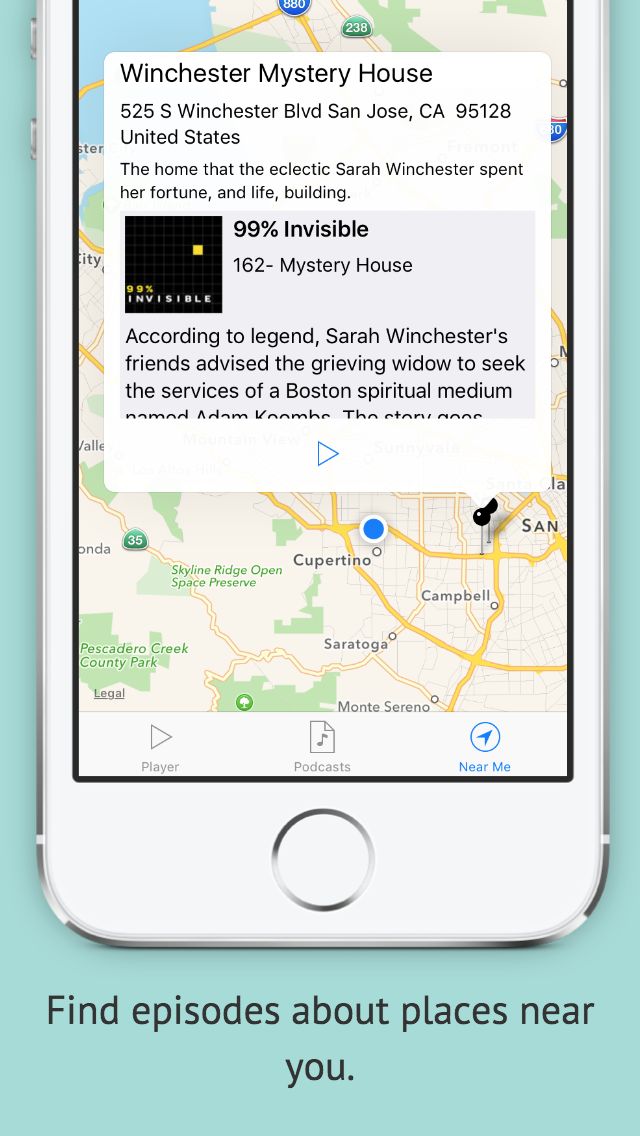 880
238
Winchester Mystery House
525 S Winchester Blvd San Jose, CA  95128
United States
The home that the eclectic Sarah Winchester spent
her fortune, and life, building.
Fremont
City
99% Invisible
162- Mystery House
99%
INVISIBLE
According to legend, Sarah Winchester's
friends advised the grieving widow to seek
the services of a Boston spiritual medium
named Adam Koombs. The story goes
Mountain View
Sunnyvale
Los Altos Hills
Santa Cla
SAN
35
onda
Cupertino
Skyline Ridge Open
Space Preserve
Campbell
Saratoga
Pescadero Creek
County Park
Legal
Monte Sereno
Player
Podcasts
Near Me
Find episodes about places near
you.